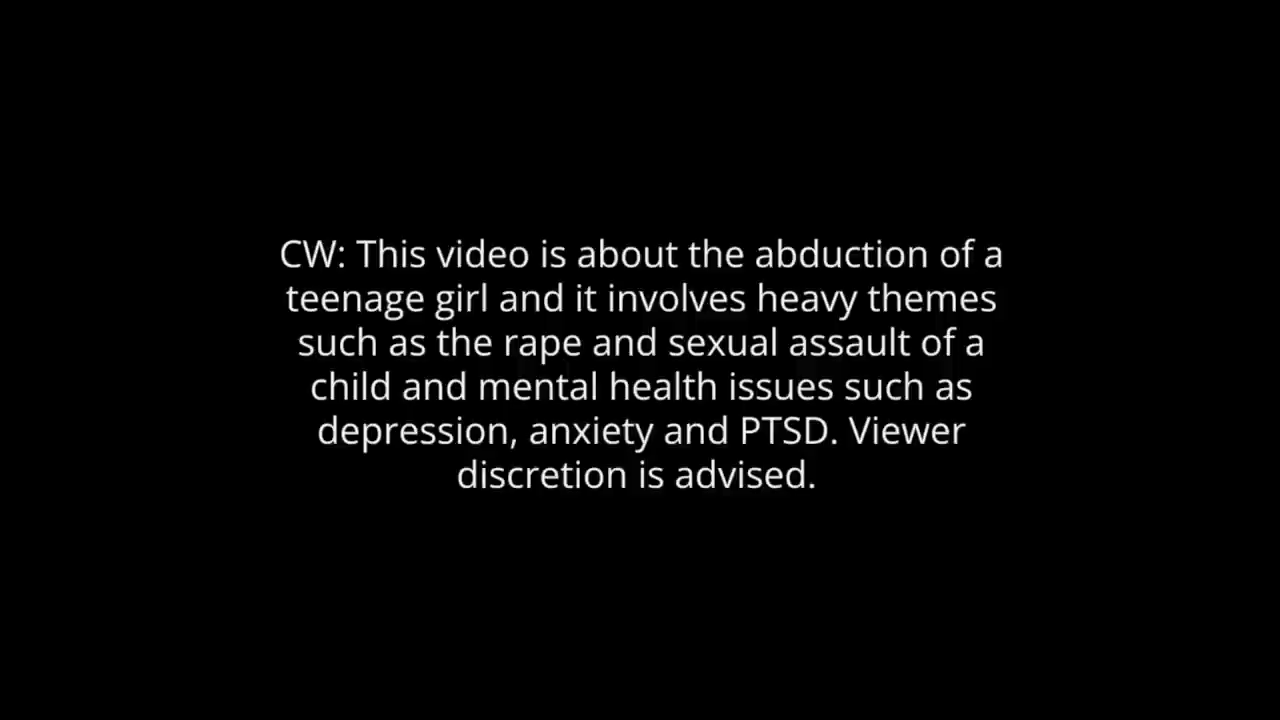 CW: This video is about the abduction of a
teenage girl and it involves heavy themes
such as the rape and sexual assault of a
child and mental health issues such as
depression, anxiety and PTSD. Viewer
discretion is advised.